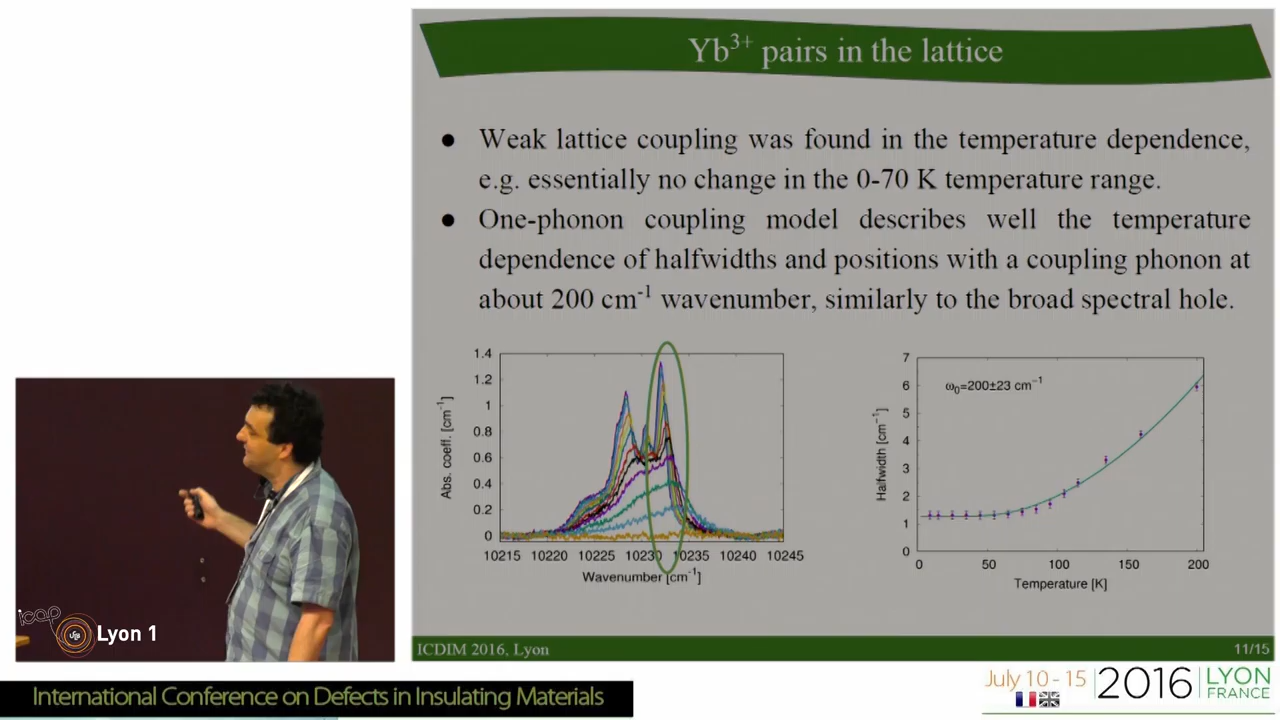 Yb³⁺ pairs in the lattice
● Weak lattice coupling was found in the temperature dependence,
e.g. essentially no change in the 0-70 K temperature range.
● One-phonon coupling model describes well the temperature
dependence of halfwidths and positions with a coupling phonon at
about 200 cm⁻¹ wavenumber, similarly to the broad spectral hole.
1.4
1.2
1
0.8
0.6
0.4
0.2
0
Abs. coeff. [cm⁻¹]
10215 10220 10225 10230 10235 10240 10245
Wavenumber [cm⁻¹]
7
6
5
4
3
2
1
0
Halfwidth [cm⁻¹]
ω₀=200±23 cm⁻¹
0 50 100 150 200
Temperature [K]
icap
Lyon 1
ICDIM 2016, Lyon
11/15
International Conference on Defects in Insulating Materials
July 10 - 15
2016
LYON
FRANCE